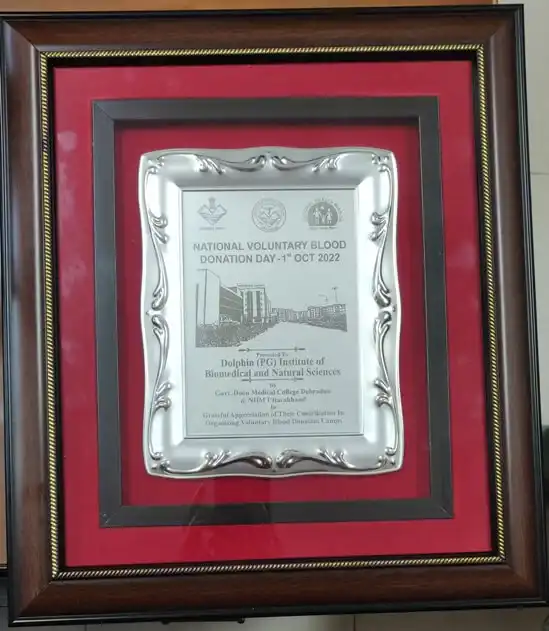 NATIONAL VOLUNTARY BLOOD
DONATION DAY-1st OCT 2022
Presented To
Dolphin (PG) Institute of
Biomedical and Natural Sciences
by
Govt. Doon Medical College Dehradun
& NHM Uttarakhand
in
Grateful Appreciation of Their Contribution In
Organizing Voluntary Blood Donation Camps